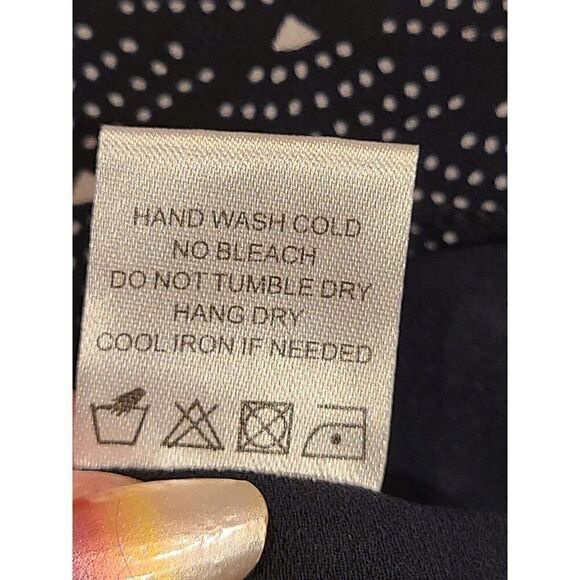 HAND WASH COLD
NO BLEACH
DO NOT TUMBLE DRY
HANG DRY
COOL IRON IF NEEDED